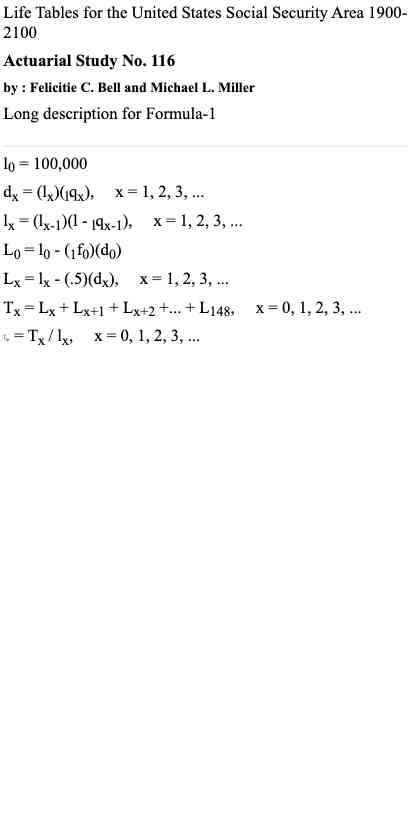 Life Tables for the United States Social Security Area 1900-
2100
Actuarial Study No. 116
by : Felicitie C. Bell and Michael L. Miller
Long description for Formula-1
l₀ = 100,000
dₓ = (lₓ)(₁qₓ), x = 1, 2, 3, ...
lₓ = (lₓ₋₁)(l - ₁qₓ₋₁), x = 1, 2, 3, ...
L₀ = l₀ - (₁f₀)(d₀)
Lₓ = lₓ - (.5)(dₓ), x = 1, 2, 3, ...
Tₓ = Lₓ + Lₓ₊₁ + Lₓ₊₂ +... + L₁₄₈, x = 0, 1, 2, 3, ...
= Tₓ / lₓ, x = 0, 1, 2, 3, ...